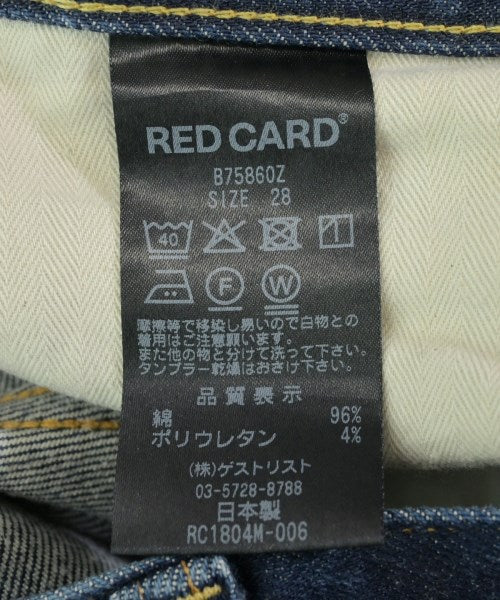 RED CARD®
B75860Z
SIZE 28
40
F W
摩擦等で移染し易いので白物との
着用はご注意願います。
また他の物と分けて洗って下さい。
タンブラー乾燥はおさけ下さい。
品質表示
綿 96%
ポリウレタン 4%
(株)ゲストリスト
03-5728-8788
日本製
RC1804M-006